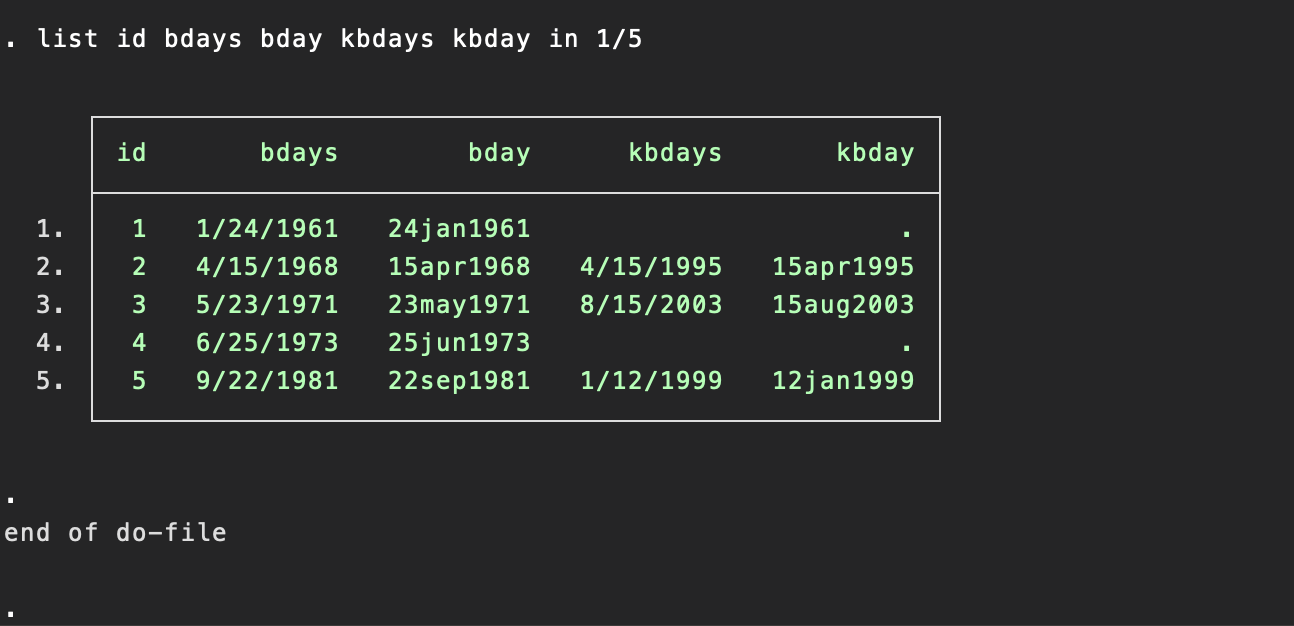 . list id bdays bday kbdays kbday in 1/5
id bdays bday kbdays kbday
1. 1 1/24/1961 24jan1961 .
2. 2 4/15/1968 15apr1968 4/15/1995 15apr1995
3. 3 5/23/1971 23may1971 8/15/2003 15aug2003
4. 4 6/25/1973 25jun1973 .
5. 5 9/22/1981 22sep1981 1/12/1999 12jan1999
.
end of do-file
.